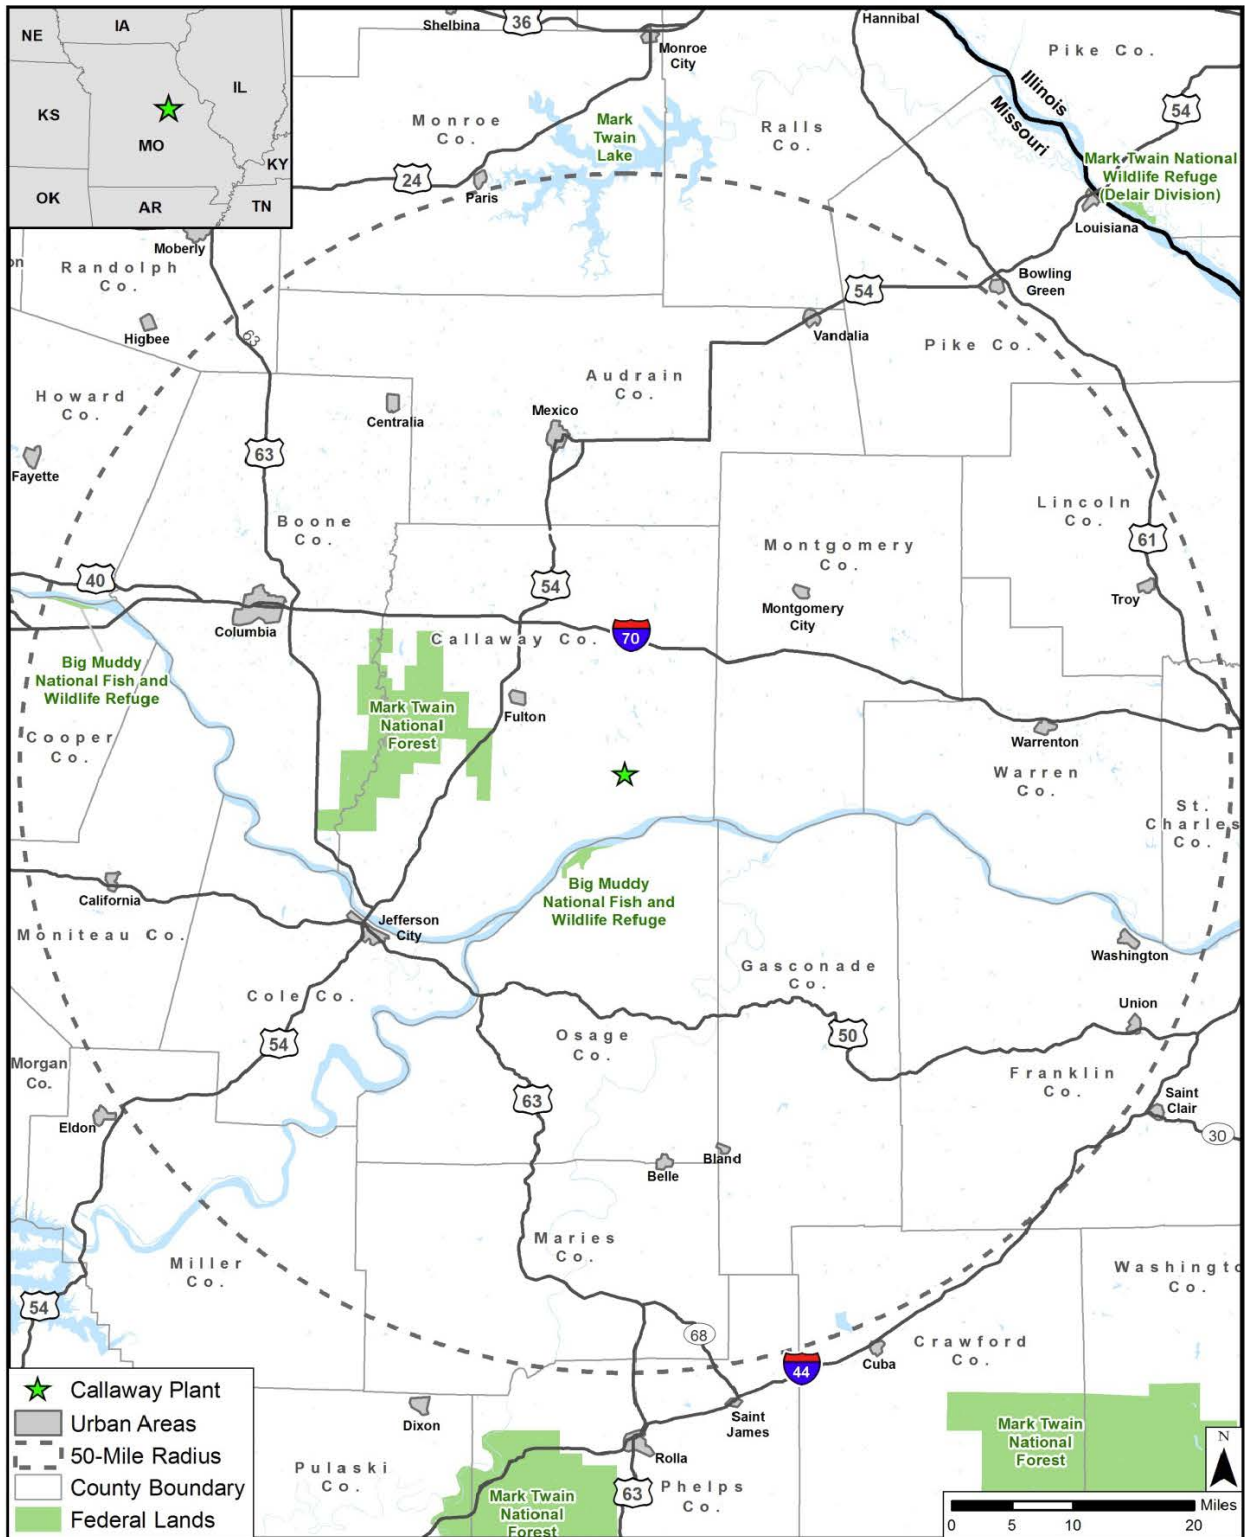 NE
IA
KS
IL
MO
KY
OK
AR
TN
Shelbina
36
Monroe
City
Hannibal
Pike Co.
54
Illinois
Missouri
Monroe
Co.
Mark
Twain
Lake
Ralls
Co.
24
Paris
Mark Twain National
Wildlife Refuge
(Delair Division)
Louisiana
Moberly
on
Randolph
Co.
Bowling
Green
54
Higbee
63
Vandalia
Pike Co.
Howard
Co.
Audrain
Co.
Centralia
Mexico
63
Fayette
Boone
Co.
Lincoln
Co.
Montgomery
Co.
61
40
54
Troy
Montgomery
City
Columbia
Callaway Co.
70
Big Muddy
National Fish and
Wildlife Refuge
Mark Twain
National
Forest
Fulton
Cooper
Co.
Warrenton
Warren
Co.
St.
Charles
Co.
California
Big Muddy
National Fish and
Wildlife Refuge
Jefferson
City
Moniteau Co.
Washington
Gasconade
Co.
Cole Co.
Union
54
Osage
Co.
50
Morgan
Co.
Franklin
Co.
63
Saint
Clair
Eldon
30
Bland
Belle
Maries
Co.
Miller
Co.
Washingto
Co.
54
68
Crawford
Co.
Cuba
44
Callaway Plant
Urban Areas
50-Mile Radius
County Boundary
Federal Lands
Dixon
Saint
James
Rolla
Mark Twain
National
Forest
Pulaski
Co.
Mark Twain
National
Forest
63
Phelps
Co.
N
Miles
0 5 10 20